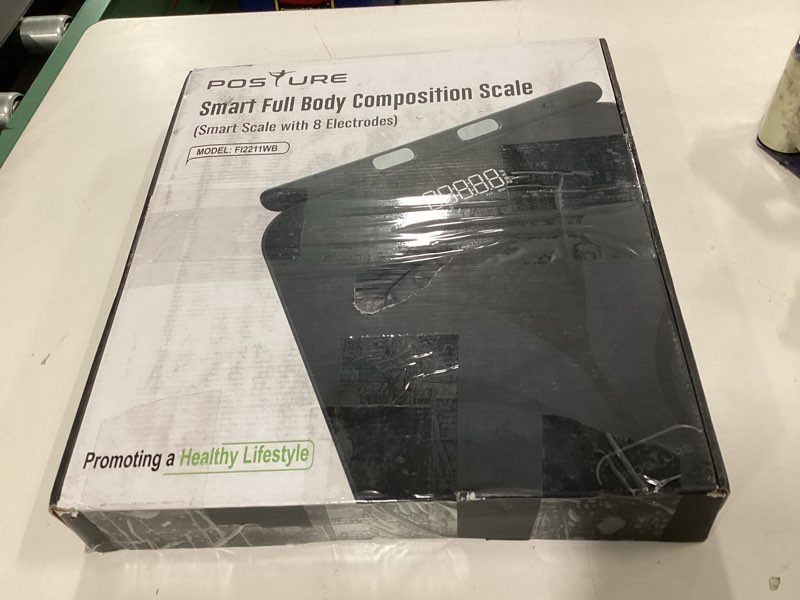 POSTURE
Smart Full Body Composition Scale
(Smart Scale with 8 Electrodes)
MODEL: FI2211WB
Promoting a Healthy Lifestyle